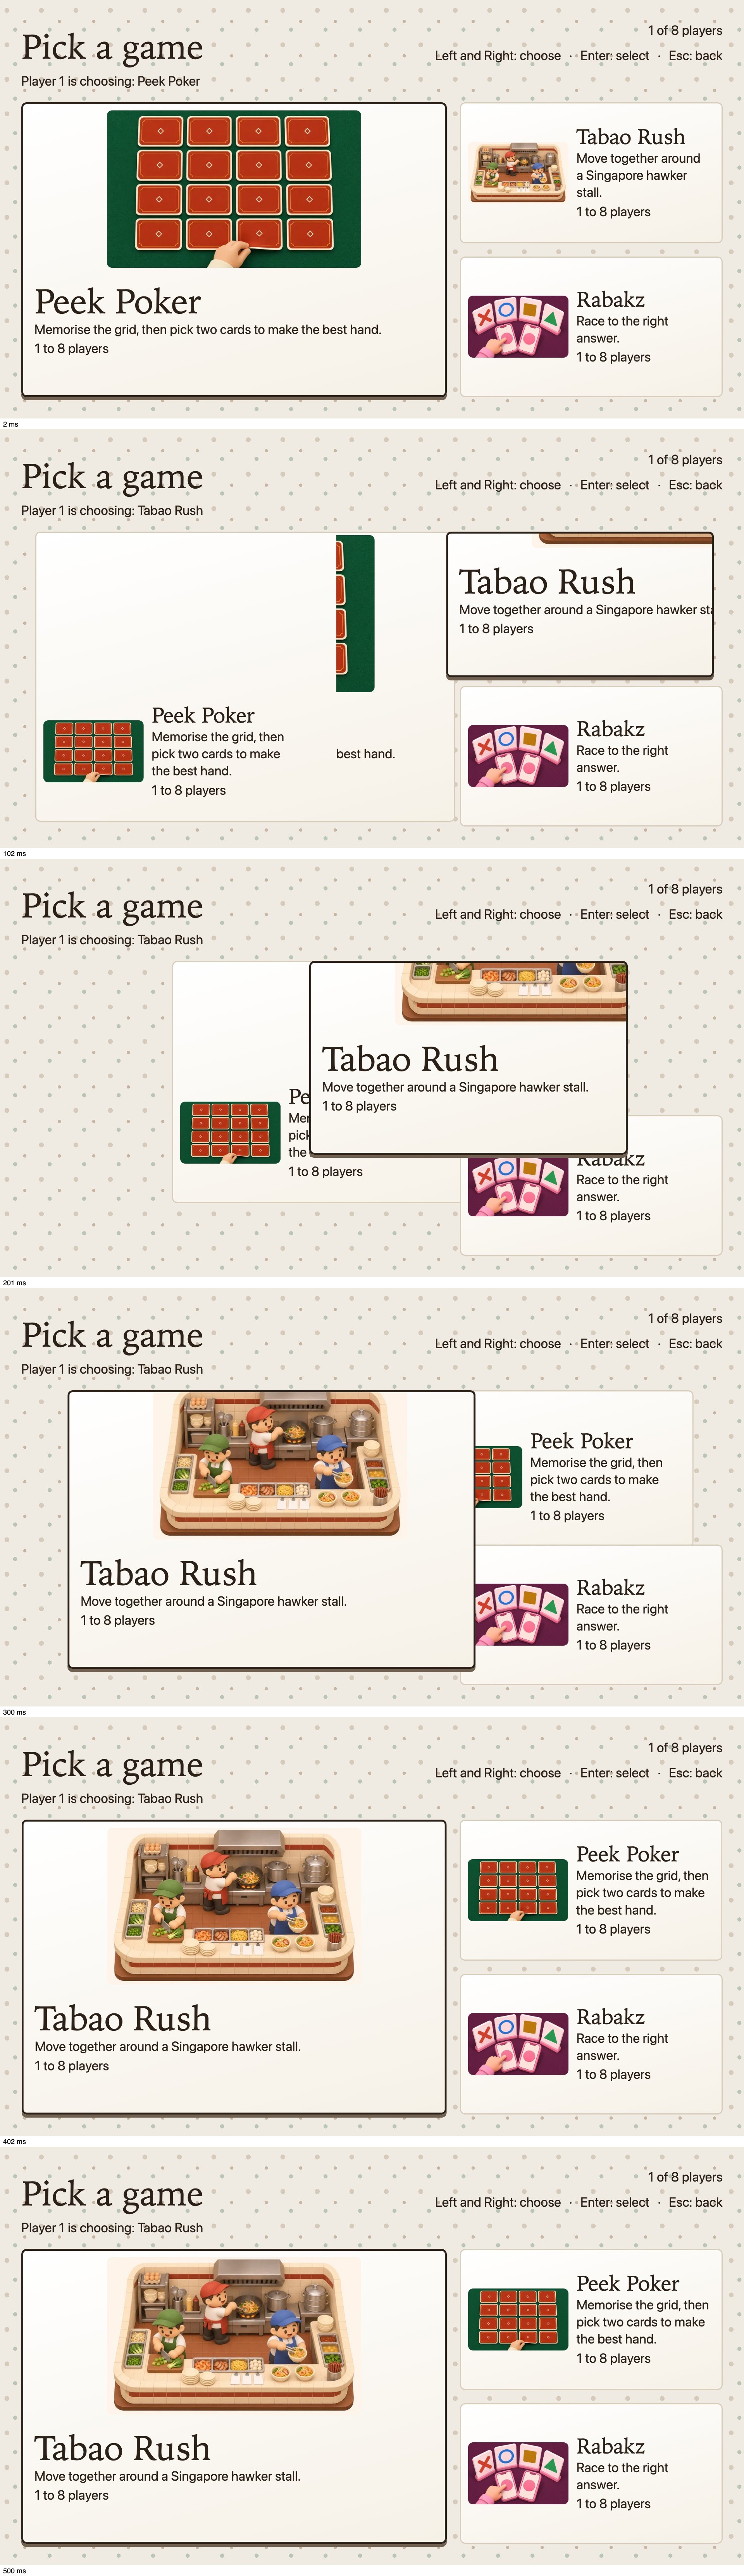 Pick a game
1 of 8 players
Left and Right: choose · Enter: select · Esc: back
Player 1 is choosing: Peek Poker
Peek Poker
Memorise the grid, then pick two cards to make the best hand.
1 to 8 players
Tabao Rush
Move together around
a Singapore hawker
stall.
1 to 8 players
Rabakz
Race to the right
answer.
1 to 8 players
2 ms
Pick a game
1 of 8 players
Left and Right: choose · Enter: select · Esc: back
Player 1 is choosing: Tabao Rush
Peek Poker
Memorise the grid, then
pick two cards to make
the best hand.
1 to 8 players
best hand.
Tabao Rush
Move together around a Singapore hawker sta
1 to 8 players
Rabakz
Race to the right
answer.
1 to 8 players
102 ms
Pick a game
1 of 8 players
Left and Right: choose · Enter: select · Esc: back
Player 1 is choosing: Tabao Rush
Pe
Mer
pick
the
1 to 8 players
Tabao Rush
Move together around a Singapore hawker stall.
1 to 8 players
Rabakz
Race to the right
answer.
1 to 8 players
201 ms
Pick a game
1 of 8 players
Left and Right: choose · Enter: select · Esc: back
Player 1 is choosing: Tabao Rush
Tabao Rush
Move together around a Singapore hawker stall.
1 to 8 players
Peek Poker
Memorise the grid, then
pick two cards to make
the best hand.
1 to 8 players
Rabakz
Race to the right
answer.
1 to 8 players
300 ms
Pick a game
1 of 8 players
Left and Right: choose · Enter: select · Esc: back
Player 1 is choosing: Tabao Rush
Tabao Rush
Move together around a Singapore hawker stall.
1 to 8 players
Peek Poker
Memorise the grid, then
pick two cards to make
the best hand.
1 to 8 players
Rabakz
Race to the right
answer.
1 to 8 players
402 ms
Pick a game
1 of 8 players
Left and Right: choose · Enter: select · Esc: back
Player 1 is choosing: Tabao Rush
Tabao Rush
Move together around a Singapore hawker stall.
1 to 8 players
Peek Poker
Memorise the grid, then
pick two cards to make
the best hand.
1 to 8 players
Rabakz
Race to the right
answer.
1 to 8 players
500 ms